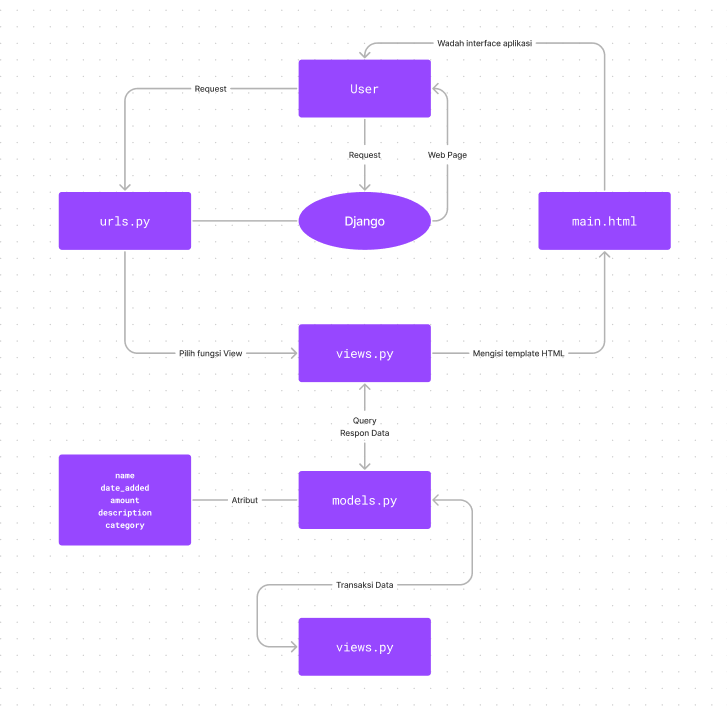 Wadah interface aplikasi
Request
User
Request
Web Page
urls.py
Django
main.html
Pilih fungsi View
views.py
Mengisi template HTML
Query
Respon Data
name
date_added
amount
description
category
Atribut
models.py
Transaksi Data
views.py